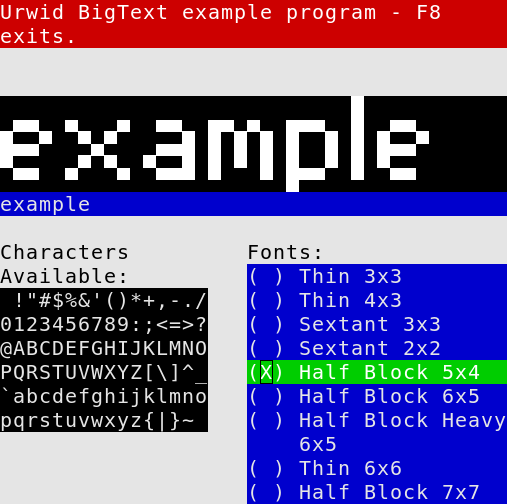 Urwid BigText example program - F8
exits.
example
example
Characters
Available:
 !"#$%&'()*+,-./
0123456789:;<=>?
@ABCDEFGHIJKLMNO
PQRSTUVWXYZ[\]^_
`abcdefghijklmno
pqrstuvwxyz{|}~
Fonts:
( ) Thin 3x3
( ) Thin 4x3
( ) Sextant 3x3
( ) Sextant 2x2
(X) Half Block 5x4
( ) Half Block 6x5
( ) Half Block Heavy
6x5
( ) Thin 6x6
( ) Half Block 7x7